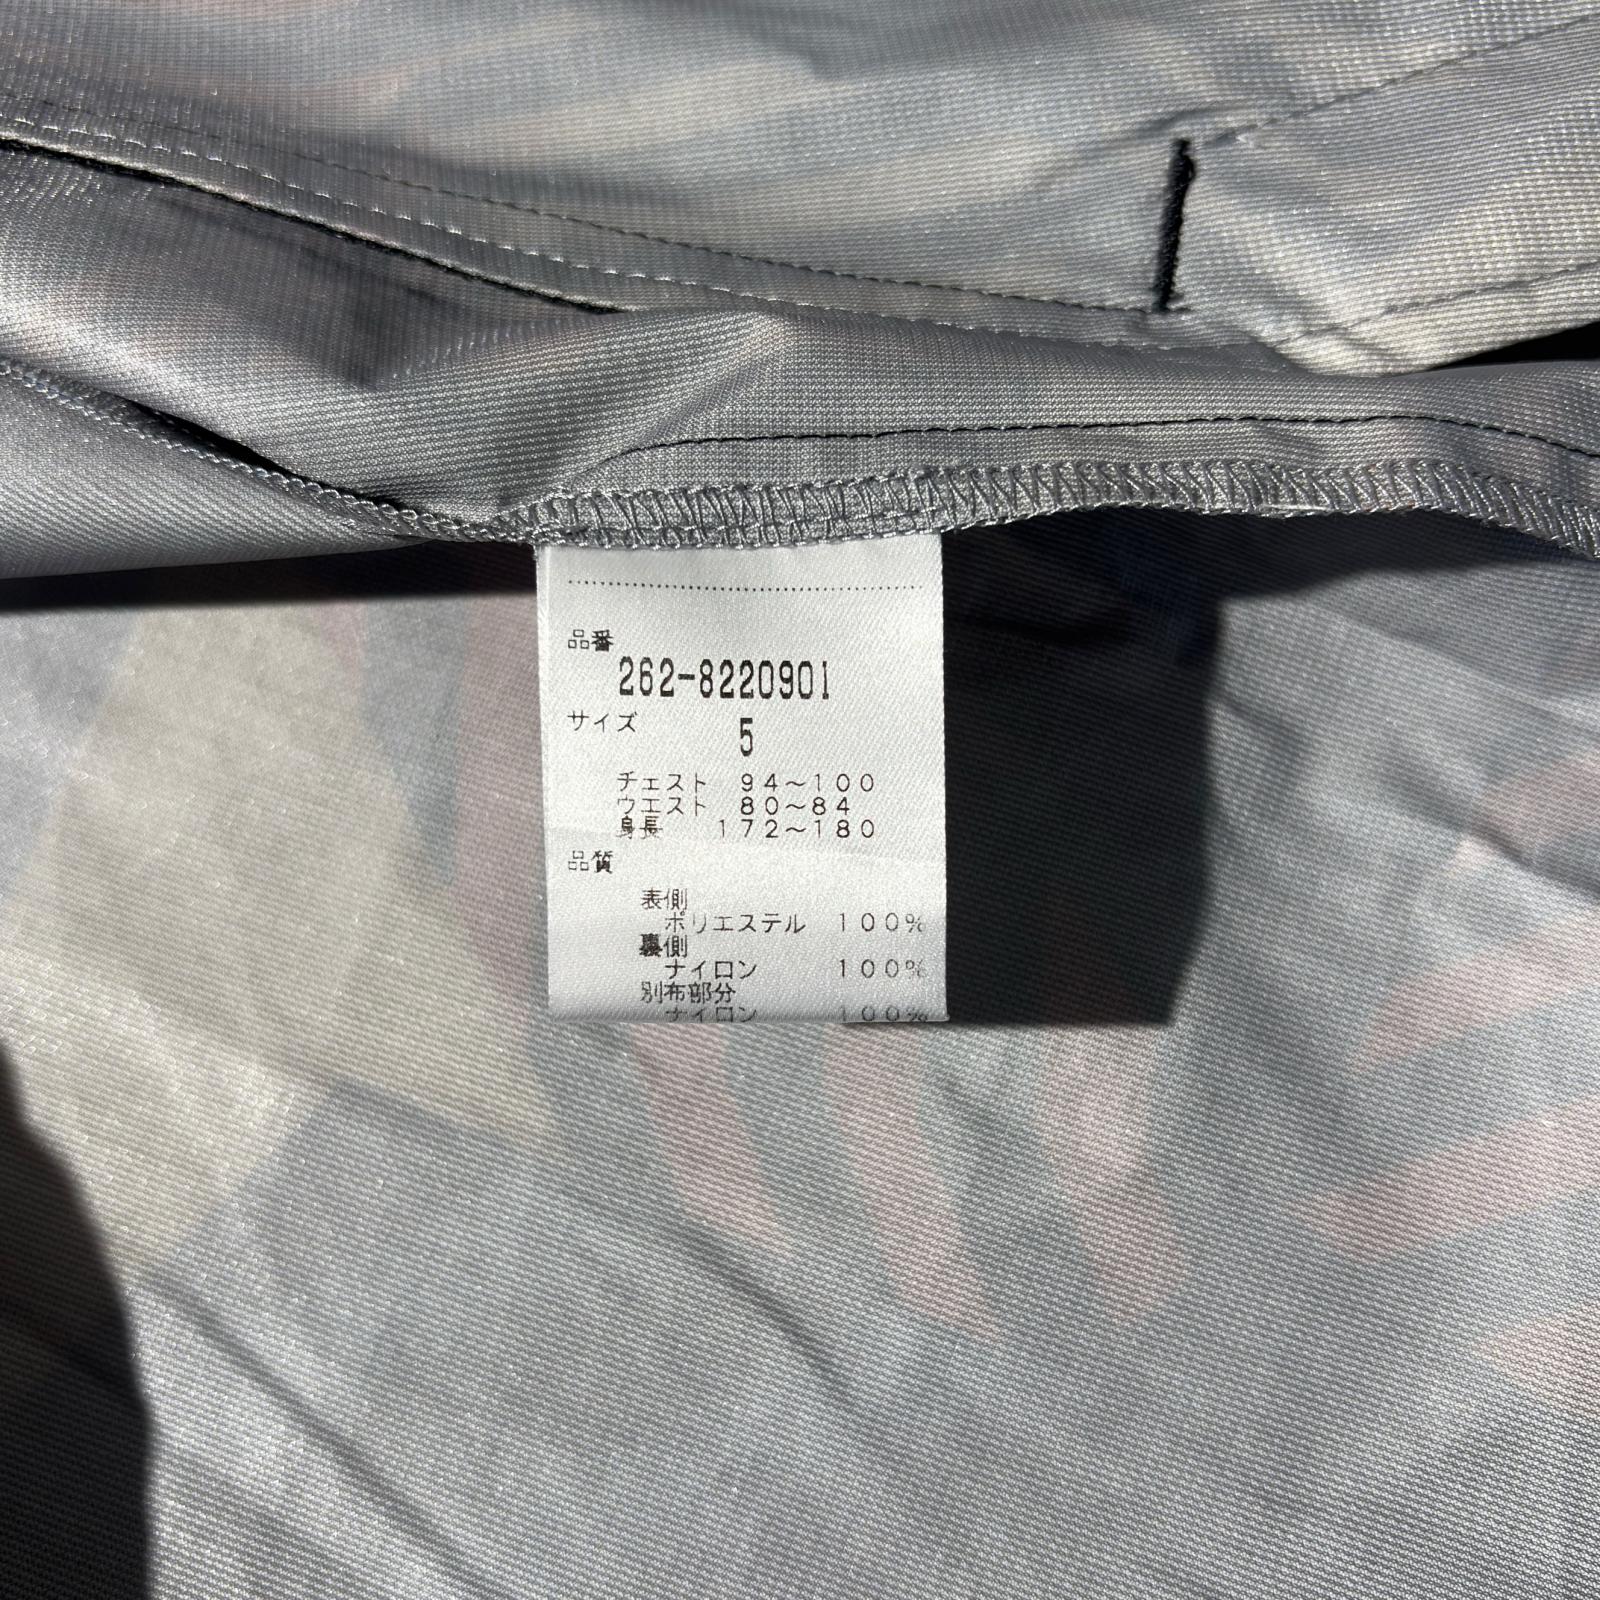 品番
262-8220901
サイズ 5
チェスト 94～100
ウエスト 80～84
身長 172～180
品質
表側
ポリエステル 100%
裏側
ナイロン 100%
別布部分
ナイロン 100%